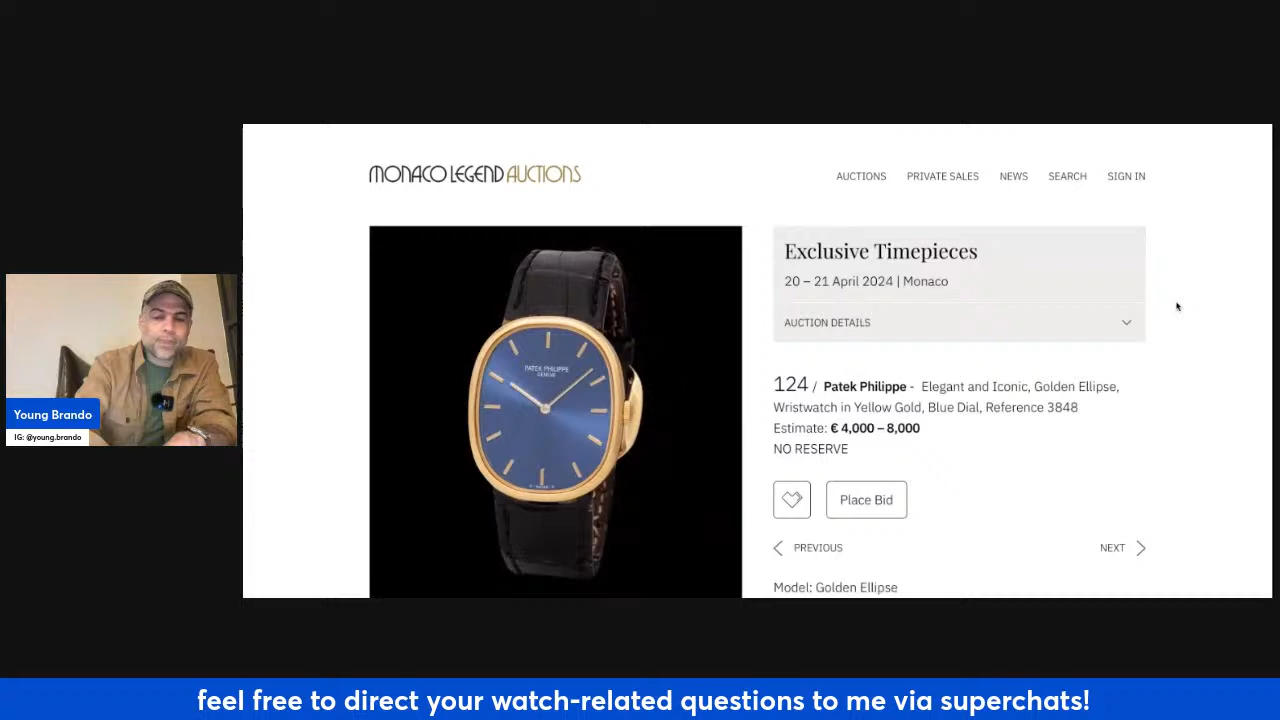 MONACO LEGEND AUCTIONS
AUCTIONS PRIVATE SALES NEWS SEARCH SIGN IN
PATEK PHILIPPE
GENEVE
Exclusive Timepieces
20 – 21 April 2024 | Monaco
AUCTION DETAILS
124 / Patek Philippe - Elegant and Iconic, Golden Ellipse,
Wristwatch in Yellow Gold, Blue Dial, Reference 3848
Estimate: € 4,000 – 8,000
NO RESERVE
Place Bid
PREVIOUS NEXT
Model: Golden Ellipse
Young Brando
IG: @young.brando
feel free to direct your watch-related questions to me via superchats!